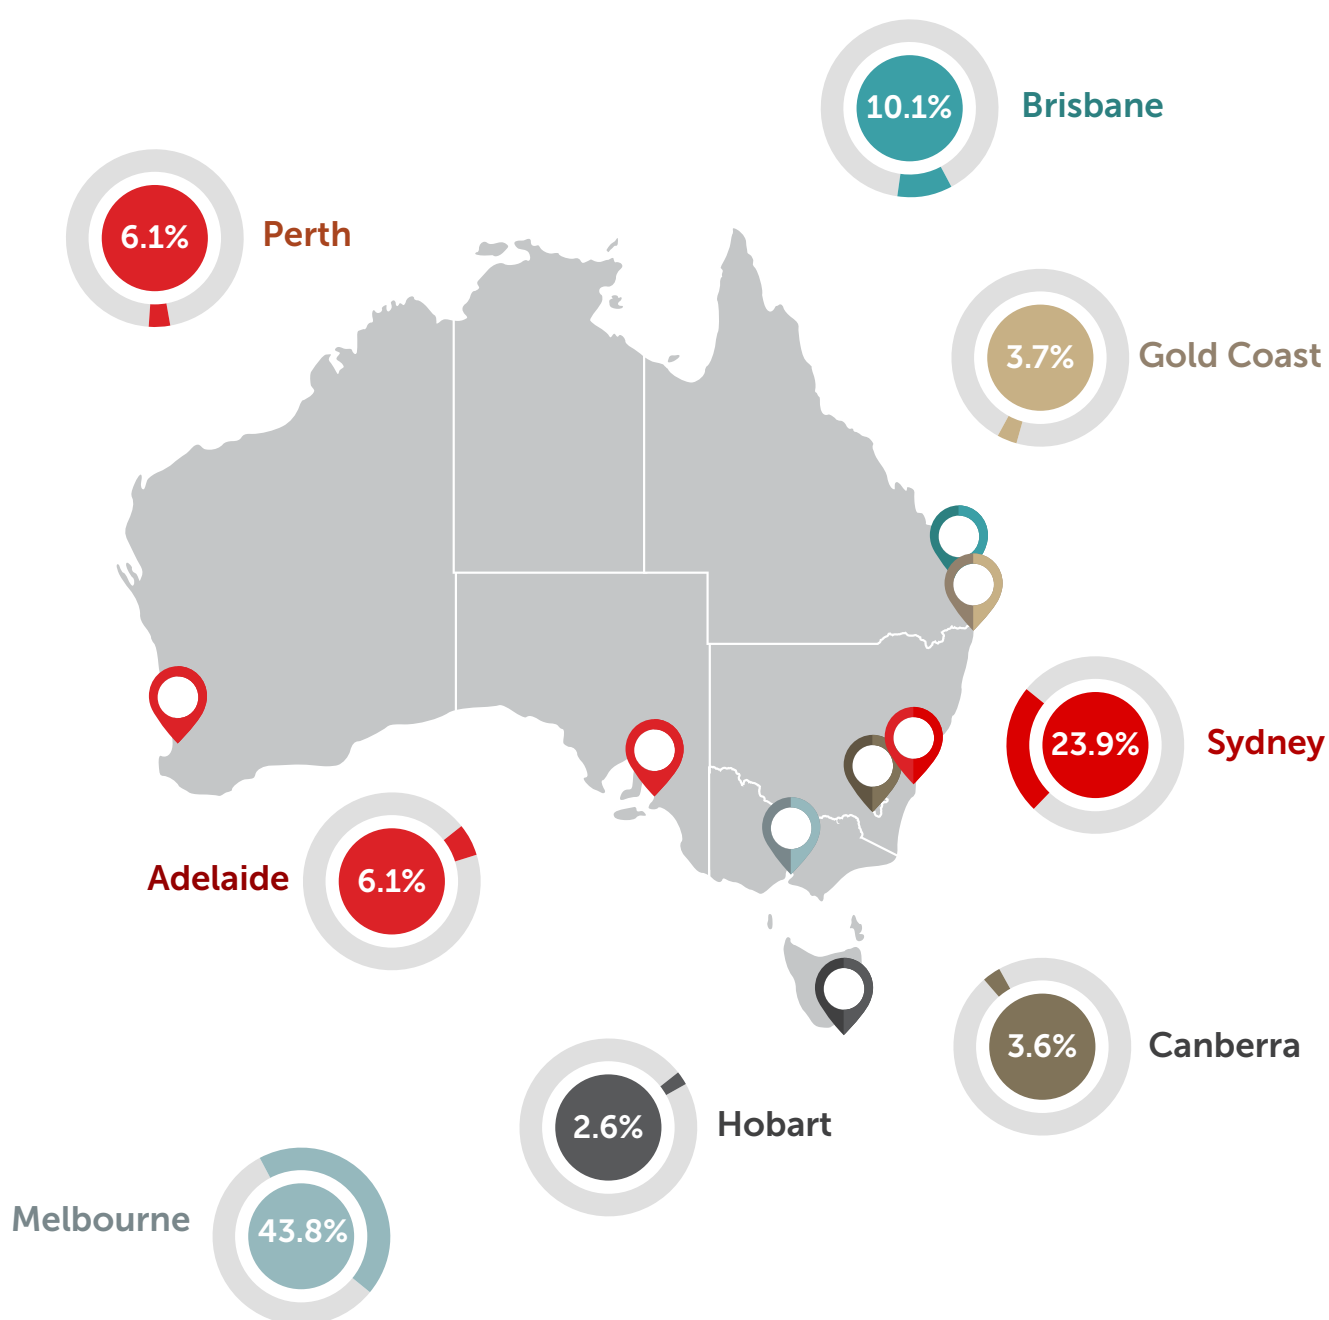 10.1%
Brisbane
6.1%
Perth
3.7%
Gold Coast
23.9%
Sydney
Adelaide
6.1%
3.6%
Canberra
2.6%
Hobart
Melbourne
43.8%